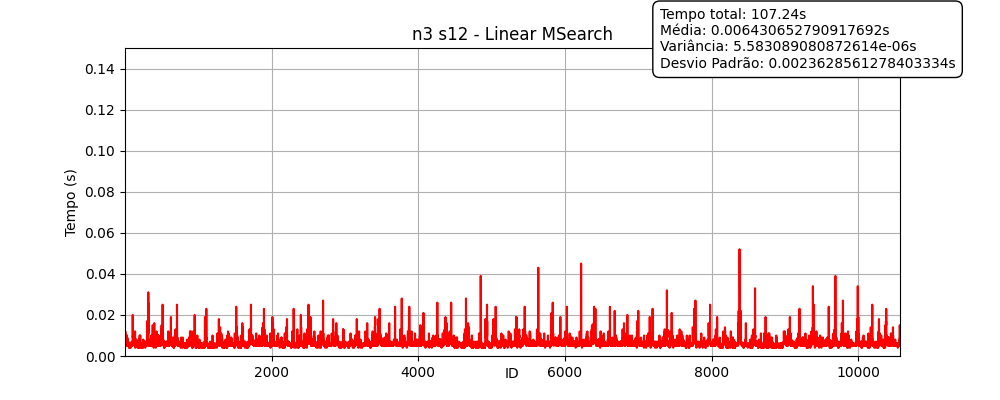 n3 s12 - Linear MSearch
Tempo total: 107.24s
Média: 0.006430652790917692s
Variância: 5.583089080872614e-06s
Desvio Padrão: 0.0023628561278403334s
Tempo (s)
0.14
0.12
0.10
0.08
0.06
0.04
0.02
0.00
2000
4000
6000
8000
10000
ID